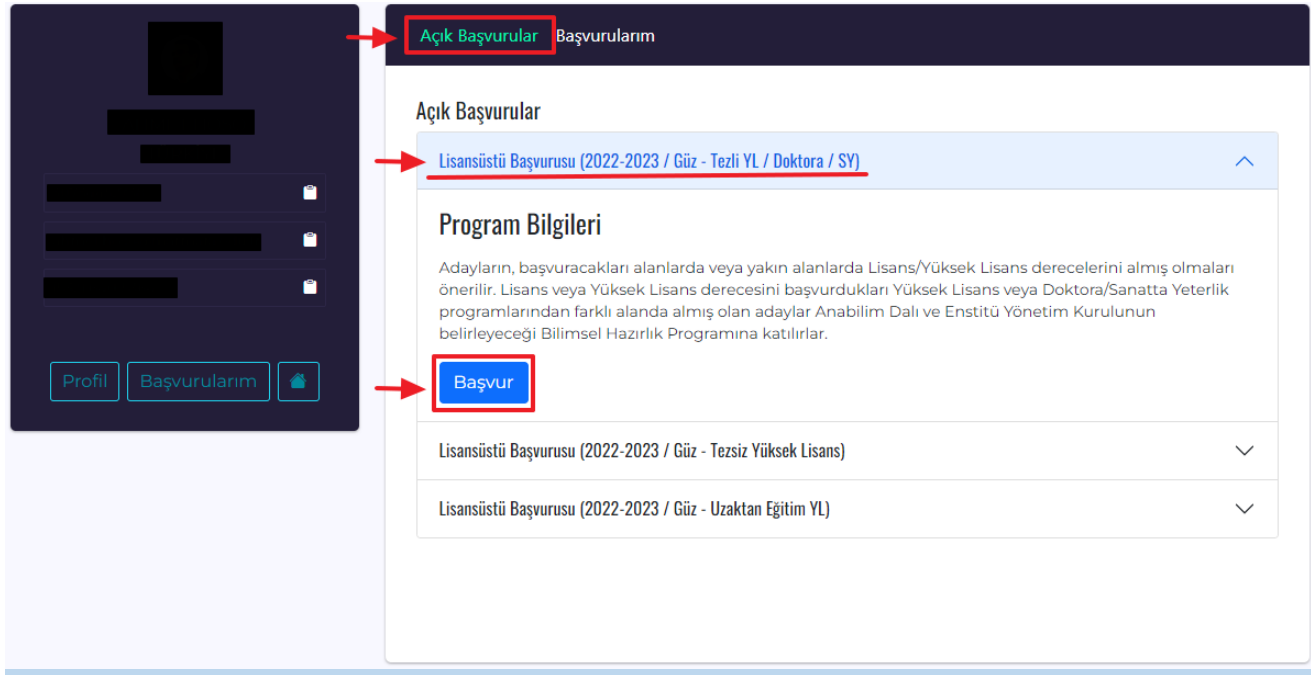 Açık Başvurular Başvurularım
Açık Başvurular
Lisansüstü Başvurusu (2022-2023 / Güz - Tezli YL / Doktora / SY)
Program Bilgileri
Adayların, başvuracakları alanlarda veya yakın alanlarda Lisans/Yüksek Lisans derecelerini almış olmaları
önerilir. Lisans veya Yüksek Lisans derecesini başvurdukları Yüksek Lisans veya Doktora/Sanatta Yeterlik
programlarından farklı alanda almış olan adaylar Anabilim Dalı ve Enstitü Yönetim Kurulunun
belirleyeceği Bilimsel Hazırlık Programına katılırlar.
Başvur
Lisansüstü Başvurusu (2022-2023 / Güz - Tezsiz Yüksek Lisans)
Lisansüstü Başvurusu (2022-2023 / Güz - Uzaktan Eğitim YL)
Profil
Başvurularım